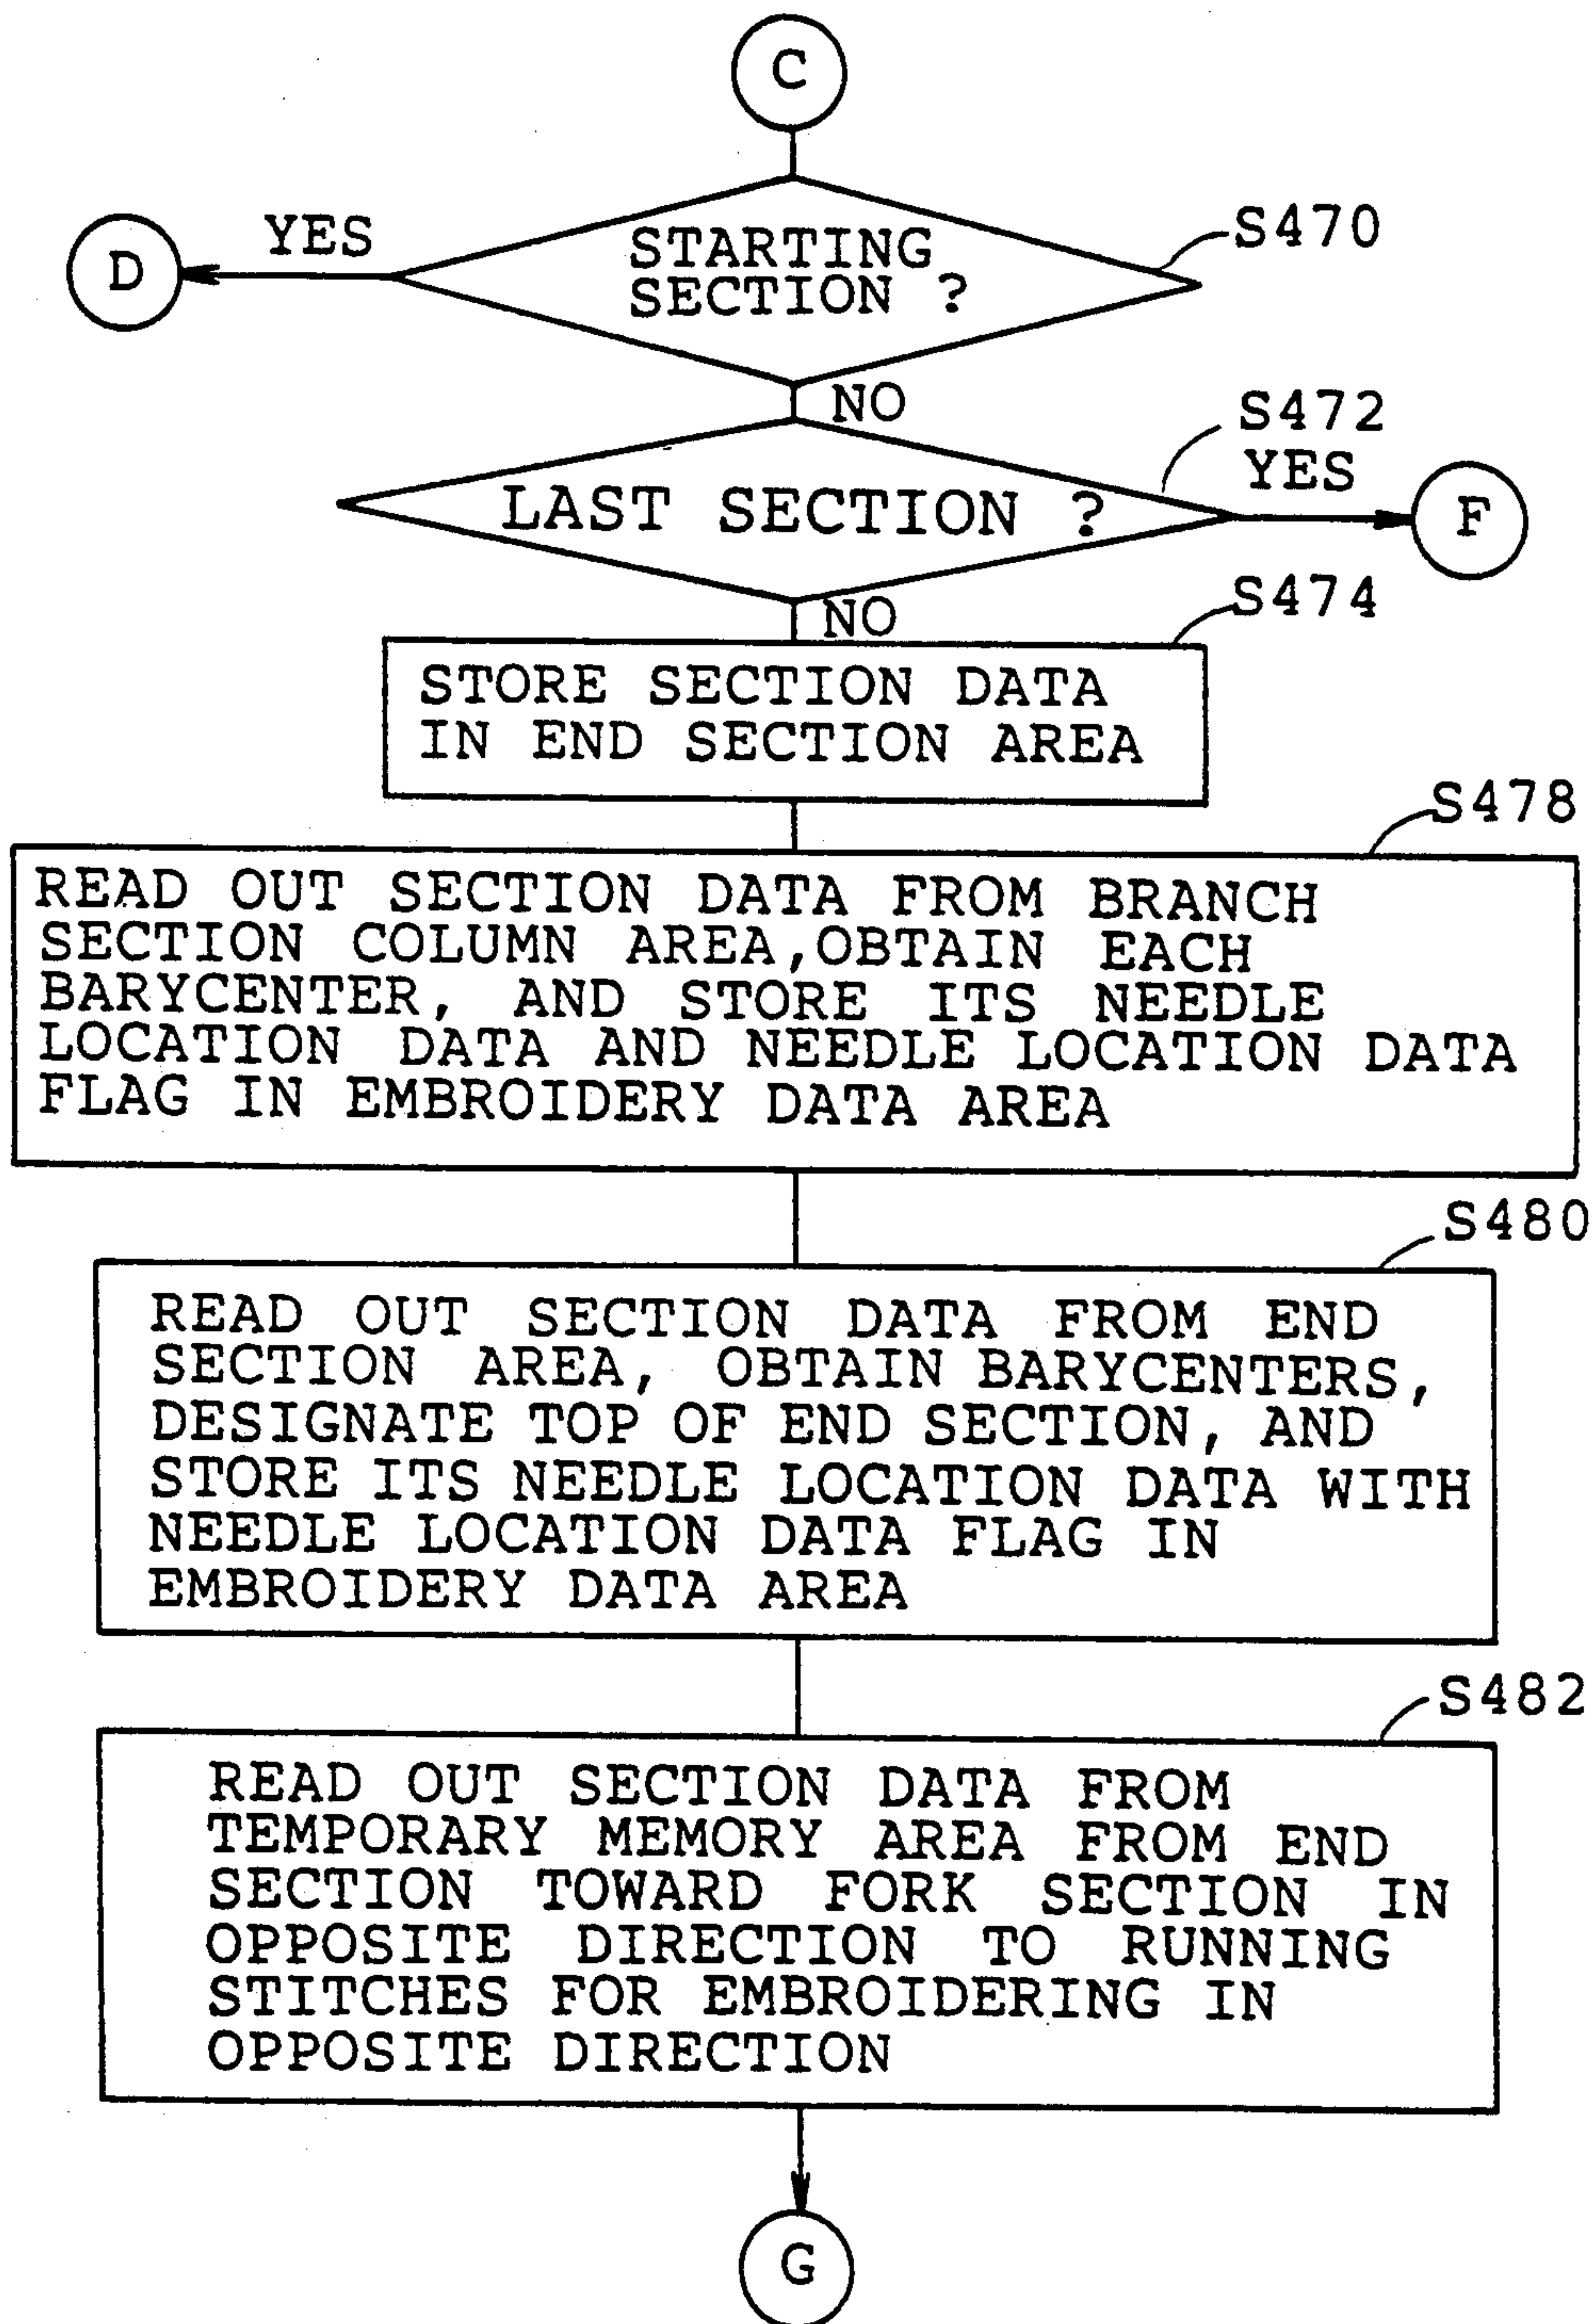 C
STARTING
SECTION ?
S470
YES
D
NO
S472
LAST SECTION ?
YES
F
NO
S474
STORE SECTION DATA
IN END SECTION AREA
S478
READ OUT SECTION DATA FROM BRANCH
SECTION COLUMN AREA,OBTAIN EACH
BARYCENTER, AND STORE ITS NEEDLE
LOCATION DATA AND NEEDLE LOCATION DATA
FLAG IN EMBROIDERY DATA AREA
S480
READ OUT SECTION DATA FROM END
SECTION AREA, OBTAIN BARYCENTERS,
DESIGNATE TOP OF END SECTION, AND
STORE ITS NEEDLE LOCATION DATA WITH
NEEDLE LOCATION DATA FLAG IN
EMBROIDERY DATA AREA
S482
READ OUT SECTION DATA FROM
TEMPORARY MEMORY AREA FROM END
SECTION TOWARD FORK SECTION IN
OPPOSITE DIRECTION TO RUNNING
STITCHES FOR EMBROIDERING IN
OPPOSITE DIRECTION
G